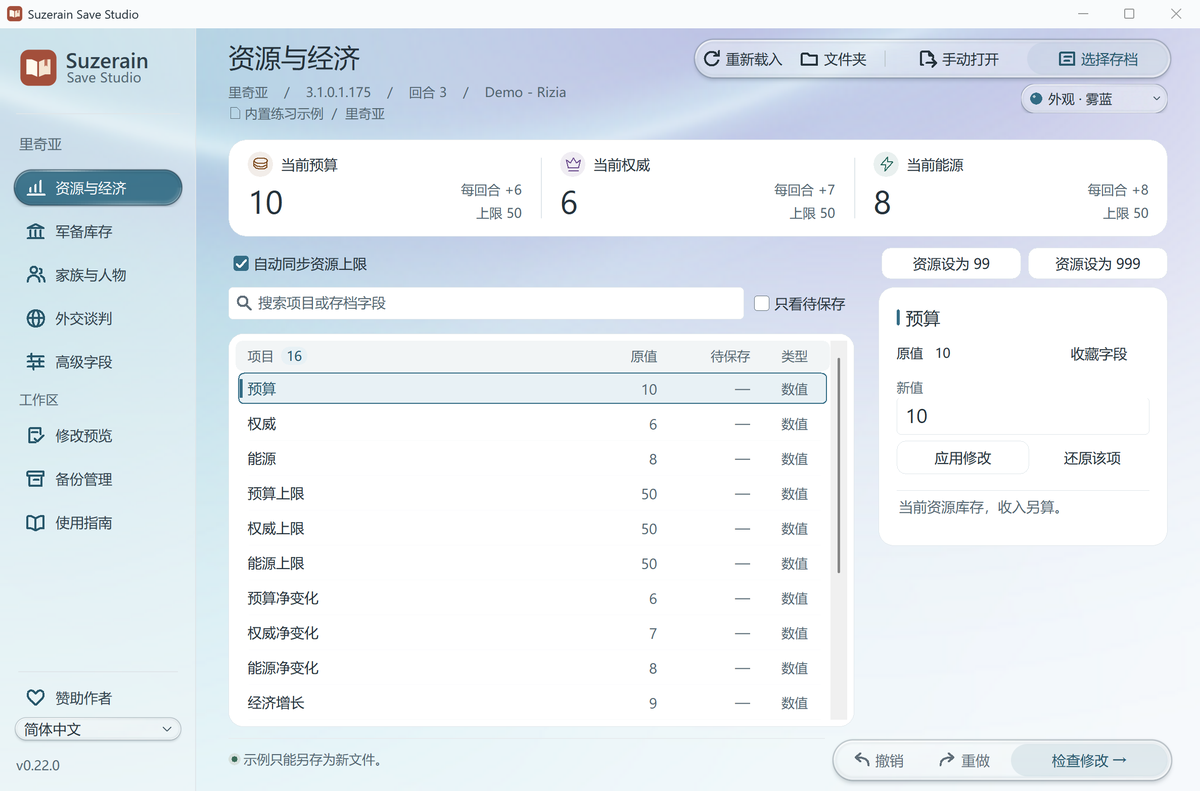 Suzerain Save Studio
Suzerain
Save Studio
里奇亚
资源与经济
军备库存
家族与人物
外交谈判
高级字段
工作区
修改预览
备份管理
使用指南
赞助作者
简体中文
v0.22.0
资源与经济
里奇亚 / 3.1.0.1.175 / 回合 3 / Demo - Rizia
内置练习示例 / 里奇亚
重新载入 文件夹 手动打开 选择存档
外观 · 雾蓝
当前预算
10
每回合 +6
上限 50
当前权威
6
每回合 +7
上限 50
当前能源
8
每回合 +8
上限 50
自动同步资源上限
资源设为 99 资源设为 999
搜索项目或存档字段
只看待保存
项目 16 原值 待保存 类型
预算 10 — 数值
权威 6 — 数值
能源 8 — 数值
预算上限 50 — 数值
权威上限 50 — 数值
能源上限 50 — 数值
预算净变化 6 — 数值
权威净变化 7 — 数值
能源净变化 8 — 数值
经济增长 9 — 数值
预算
原值 10 收藏字段
新值
10
应用修改 还原该项
当前资源库存，收入另算。
示例只能另存为新文件。
撤销 重做 检查修改 →